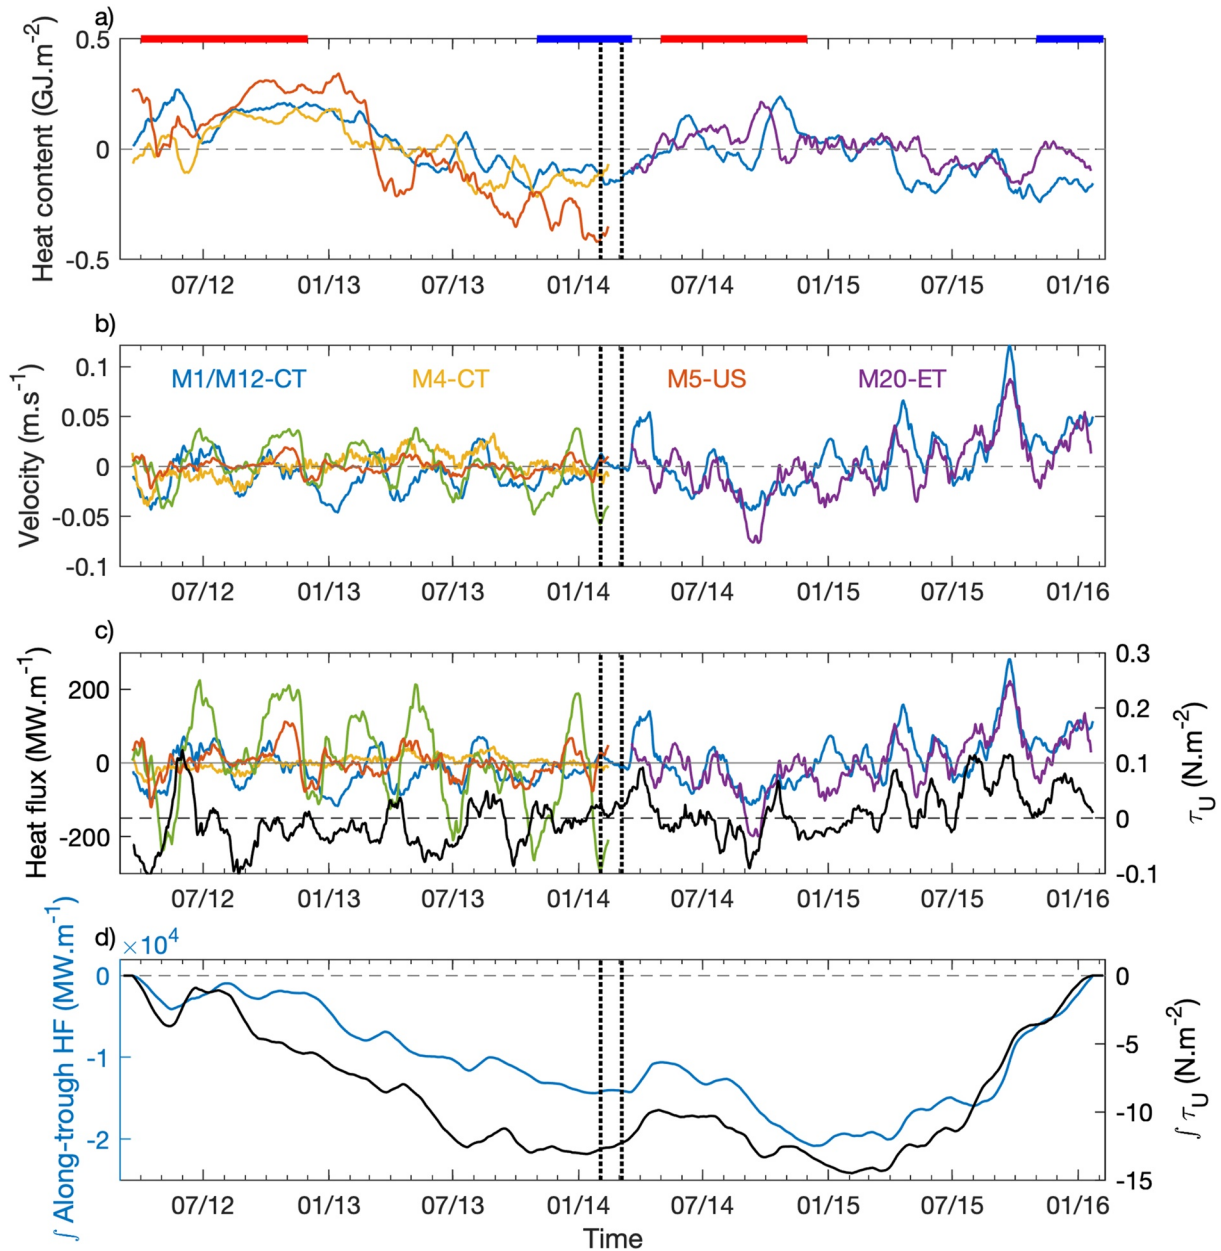 a)
Heat content (GJ.m-2)
0.5
0
-0.5
07/12 01/13 07/13 01/14 07/14 01/15 07/15 01/16
b)
Velocity (m.s-1)
0.1
0.05
0
-0.05
-0.1
M1/M12-CT M4-CT M5-US M20-ET
07/12 01/13 07/13 01/14 07/14 01/15 07/15 01/16
c)
Heat flux (MW.m-1)
200
0
-200
0.3
0.2
0.1
0
-0.1
τU (N.m-2)
07/12 01/13 07/13 01/14 07/14 01/15 07/15 01/16
d)
×104
∫ Along-trough HF (MW.m-1)
0
-1
-2
0
-5
-10
-15
∫ τU (N.m-2)
07/12 01/13 07/13 01/14 07/14 01/15 07/15 01/16
Time